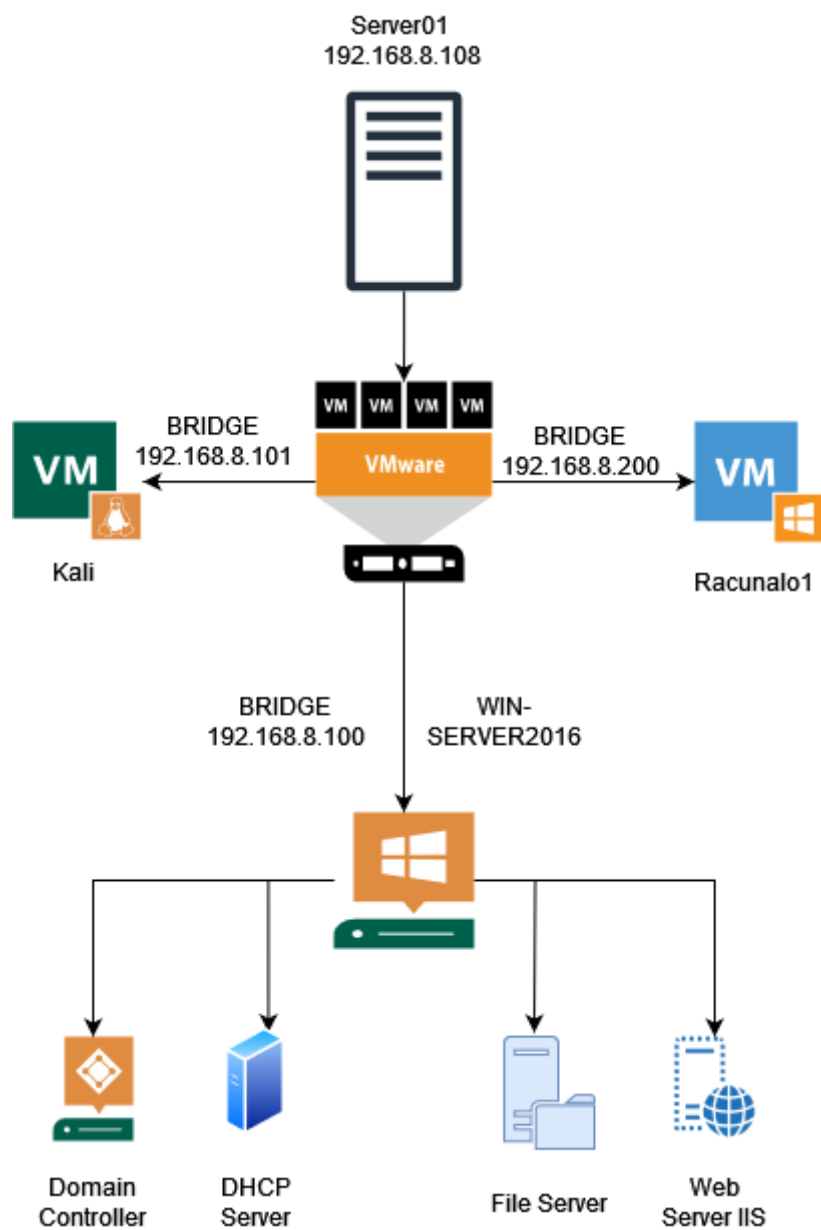 Server01
192.168.8.108
VM VM VM VM
VMware
BRIDGE
192.168.8.101
BRIDGE
192.168.8.200
VM
VM
Kali
Racunalo1
BRIDGE
192.168.8.100
WIN-
SERVER2016
Domain
Controller
DHCP
Server
File Server
Web
Server IIS